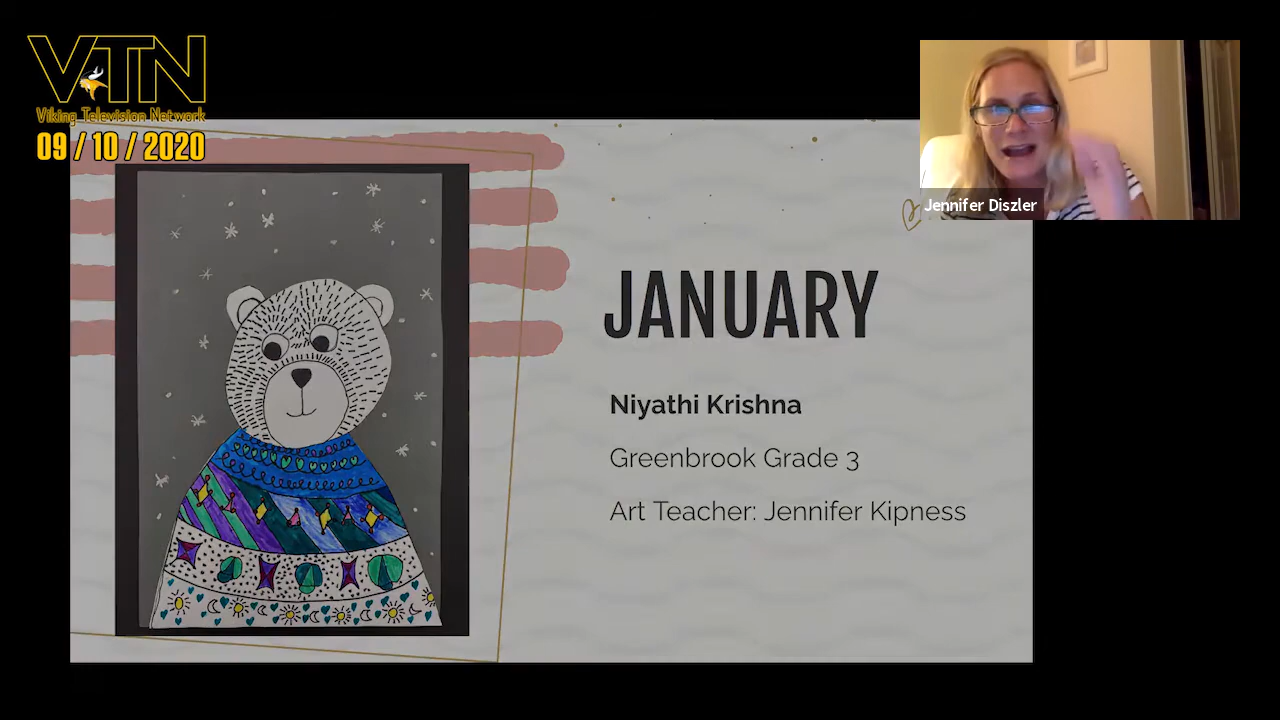 VTN
Viking Television Network
09 / 10 / 2020
Jennifer Diszler
JANUARY
Niyathi Krishna
Greenbrook Grade 3
Art Teacher: Jennifer Kipness